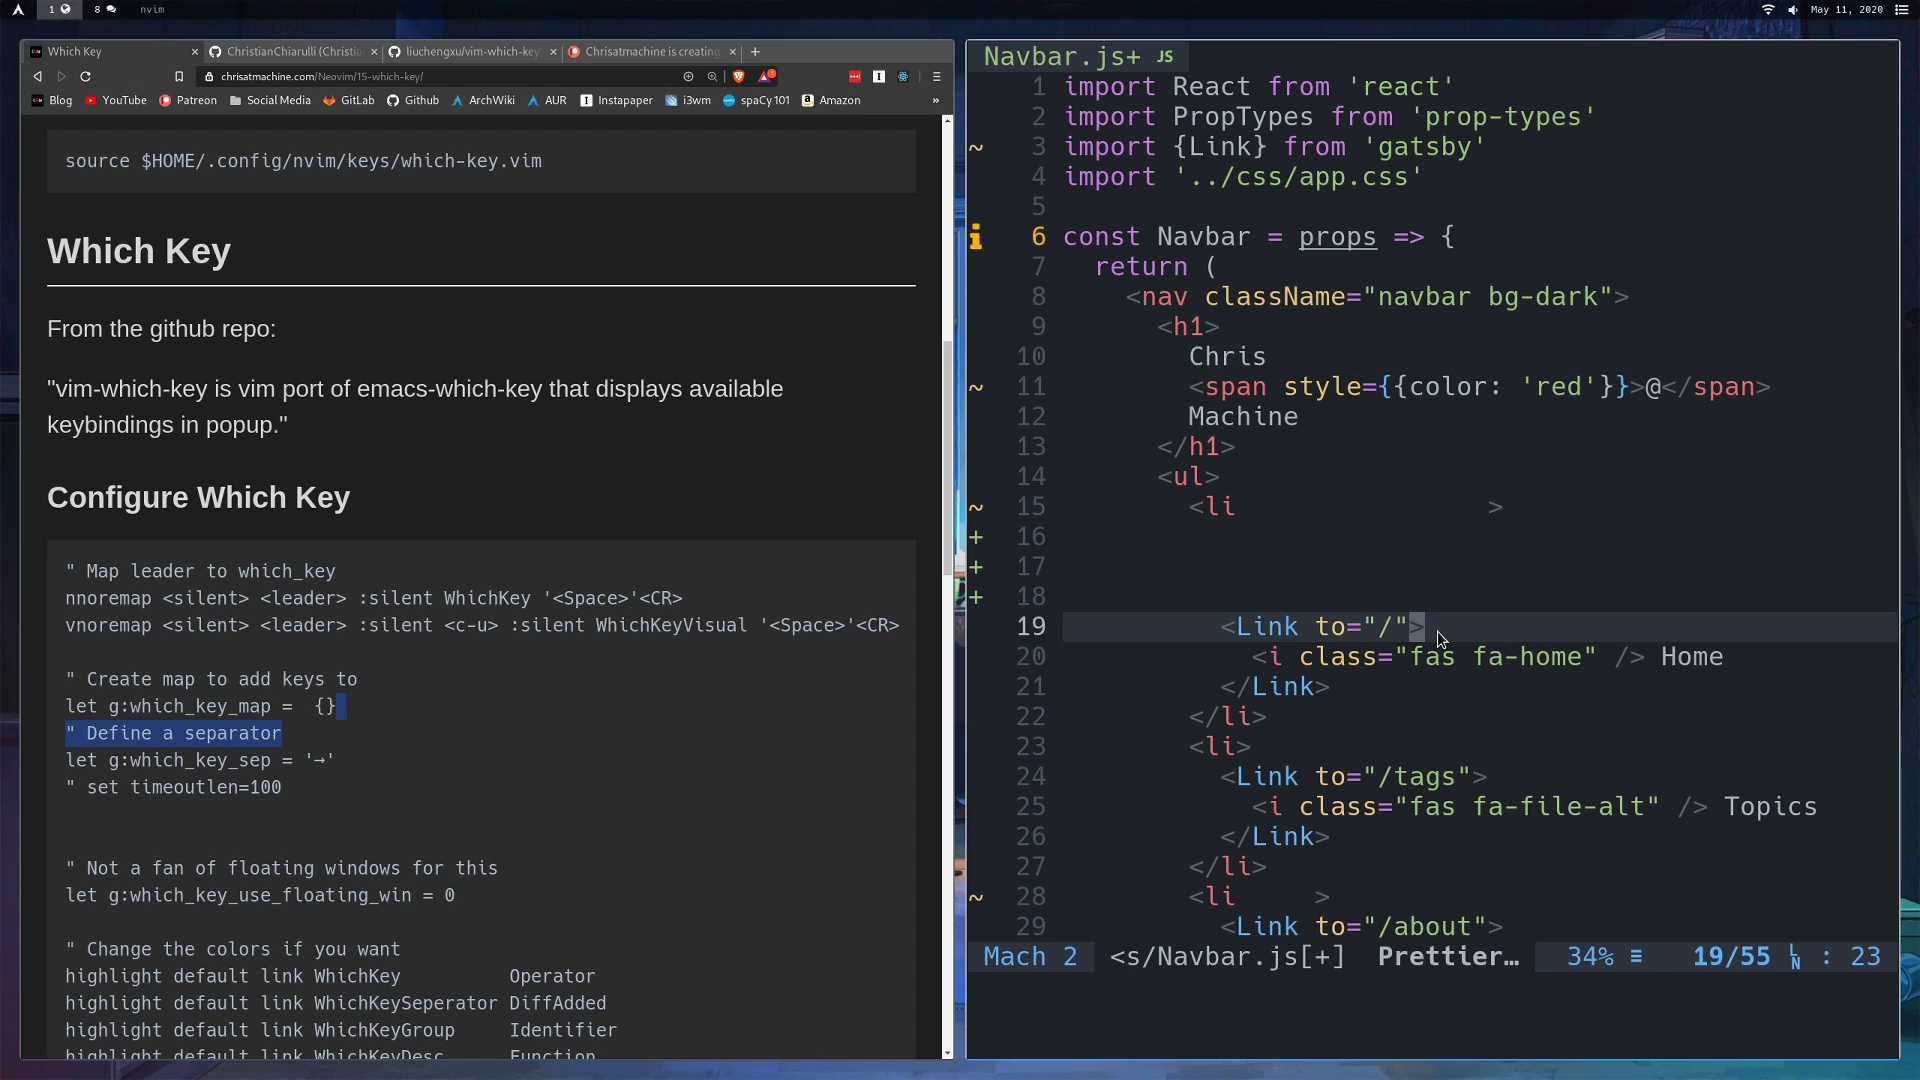 1
8
nvim
May 11, 2020
Which Key
ChristianChiarulli (Christia
liuchengxu/vim-which-key
Chrisatmachine is creating
chrisatmachine.com/Neovim/15-which-key/
Blog YouTube Patreon Social Media GitLab Github ArchWiki AUR Instapaper i3wm spaCy 101 Amazon »
source $HOME/.config/nvim/keys/which-key.vim
Which Key
From the github repo:
"vim-which-key is vim port of emacs-which-key that displays available
keybindings in popup."
Configure Which Key
" Map leader to which_key
nnoremap <silent> <leader> :silent WhichKey '<Space>'<CR>
vnoremap <silent> <leader> :silent <c-u> :silent WhichKeyVisual '<Space>'<CR>
" Create map to add keys to
let g:which_key_map =  {}
" Define a separator
let g:which_key_sep = '→'
" set timeoutlen=100
" Not a fan of floating windows for this
let g:which_key_use_floating_win = 0
" Change the colors if you want
highlight default link WhichKey          Operator
highlight default link WhichKeySeperator DiffAdded
highlight default link WhichKeyGroup     Identifier
highlight default link WhichKeyDesc      Function
Navbar.js+ JS
1 import React from 'react'
2 import PropTypes from 'prop-types'
~ 3 import {Link} from 'gatsby'
4 import '../css/app.css'
5
i 6 const Navbar = props => {
7   return (
8     <nav className="navbar bg-dark">
9       <h1>
10         Chris
~ 11         <span style={{color: 'red'}}>@</span>
12         Machine
13       </h1>
14       <ul>
~ 15         <li                >
+ 16
+ 17
+ 18
19           <Link to="/">
20             <i class="fas fa-home" /> Home
21           </Link>
22         </li>
23         <li>
24           <Link to="/tags">
25             <i class="fas fa-file-alt" /> Topics
26           </Link>
27         </li>
~ 28         <li     >
29           <Link to="/about">
Mach 2 <s/Navbar.js[+] Prettier… 34% ≡ 19/55 LN : 23